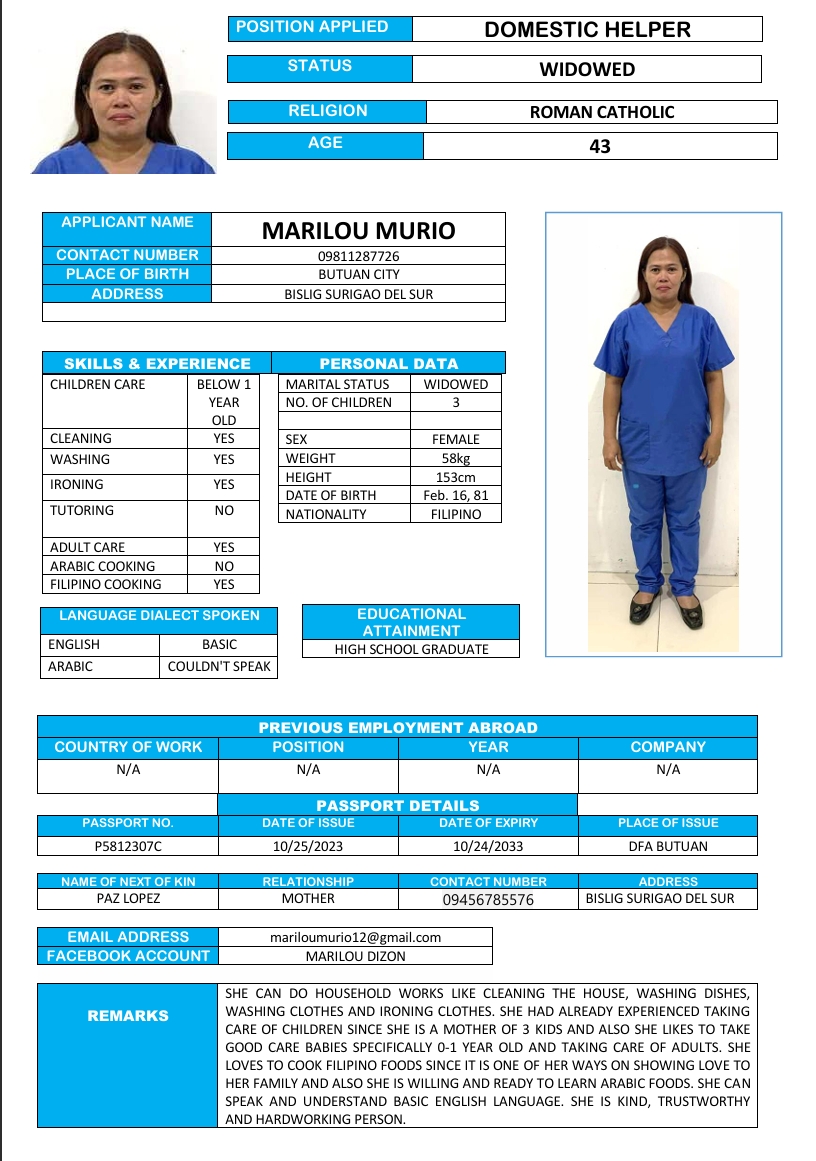 POSITION APPLIED DOMESTIC HELPER
STATUS WIDOWED
RELIGION ROMAN CATHOLIC
AGE 43
APPLICANT NAME MARILOU MURIO
CONTACT NUMBER 09811287726
PLACE OF BIRTH BUTUAN CITY
ADDRESS BISLIG SURIGAO DEL SUR
SKILLS & EXPERIENCE
CHILDREN CARE BELOW 1
YEAR
OLD
CLEANING YES
WASHING YES
IRONING YES
TUTORING NO
ADULT CARE YES
ARABIC COOKING NO
FILIPINO COOKING YES
PERSONAL DATA
MARITAL STATUS WIDOWED
NO. OF CHILDREN 3
SEX FEMALE
WEIGHT 58kg
HEIGHT 153cm
DATE OF BIRTH Feb. 16, 81
NATIONALITY FILIPINO
LANGUAGE DIALECT SPOKEN
ENGLISH BASIC
ARABIC COULDN'T SPEAK
EDUCATIONAL
ATTAINMENT
HIGH SCHOOL GRADUATE
PREVIOUS EMPLOYMENT ABROAD
COUNTRY OF WORK POSITION YEAR COMPANY
N/A N/A N/A N/A
PASSPORT DETAILS
PASSPORT NO. DATE OF ISSUE DATE OF EXPIRY PLACE OF ISSUE
P5812307C 10/25/2023 10/24/2033 DFA BUTUAN
NAME OF NEXT OF KIN RELATIONSHIP CONTACT NUMBER ADDRESS
PAZ LOPEZ MOTHER 09456785576 BISLIG SURIGAO DEL SUR
EMAIL ADDRESS mariloumurio12@gmail.com
FACEBOOK ACCOUNT MARILOU DIZON
REMARKS
SHE CAN DO HOUSEHOLD WORKS LIKE CLEANING THE HOUSE, WASHING DISHES,
WASHING CLOTHES AND IRONING CLOTHES. SHE HAD ALREADY EXPERIENCED TAKING
CARE OF CHILDREN SINCE SHE IS A MOTHER OF 3 KIDS AND ALSO SHE LIKES TO TAKE
GOOD CARE BABIES SPECIFICALLY 0-1 YEAR OLD AND TAKING CARE OF ADULTS. SHE
LOVES TO COOK FILIPINO FOODS SINCE IT IS ONE OF HER WAYS ON SHOWING LOVE TO
HER FAMILY AND ALSO SHE IS WILLING AND READY TO LEARN ARABIC FOODS. SHE CAN
SPEAK AND UNDERSTAND BASIC ENGLISH LANGUAGE. SHE IS KIND, TRUSTWORTHY
AND HARDWORKING PERSON.